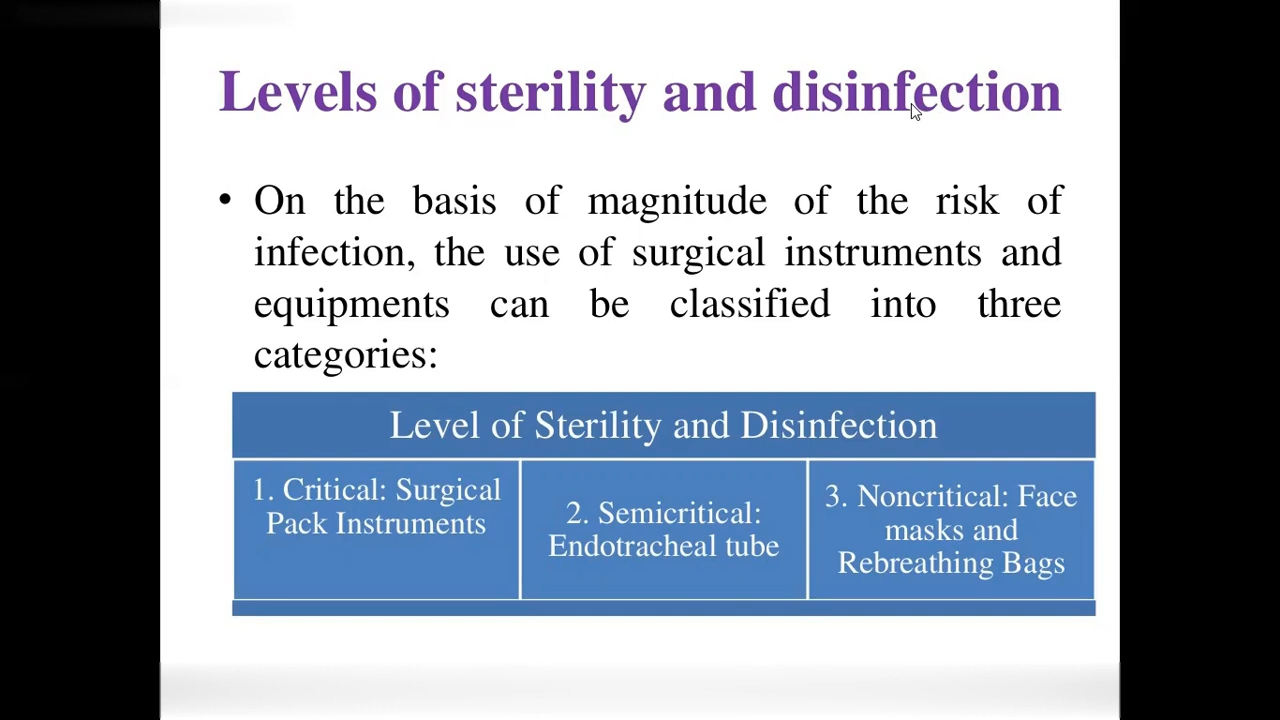 Levels of sterility and disinfection
• On the basis of magnitude of the risk of
infection, the use of surgical instruments and
equipments can be classified into three
categories:
Level of Sterility and Disinfection
1. Critical: Surgical
Pack Instruments
2. Semicritical:
Endotracheal tube
3. Noncritical: Face
masks and
Rebreathing Bags